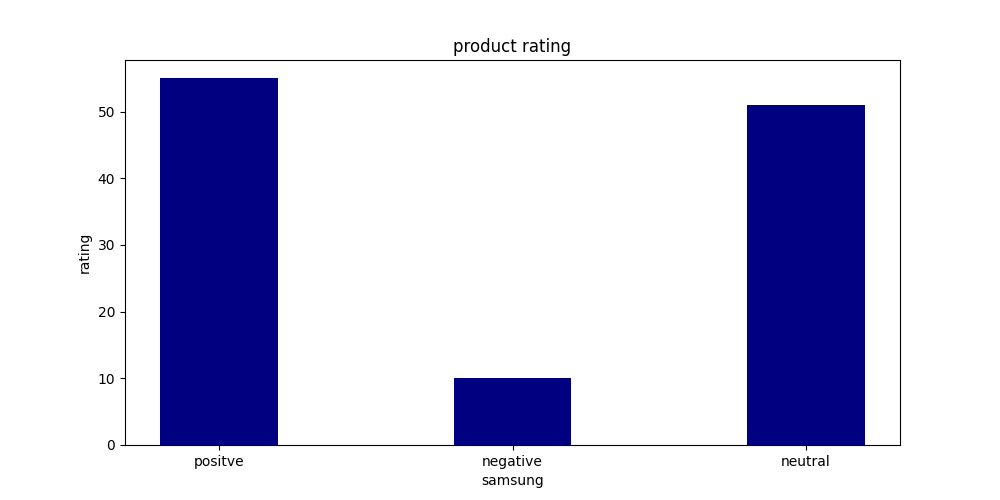 product rating
rating
50
40
30
20
10
0
positve
negative
neutral
samsung